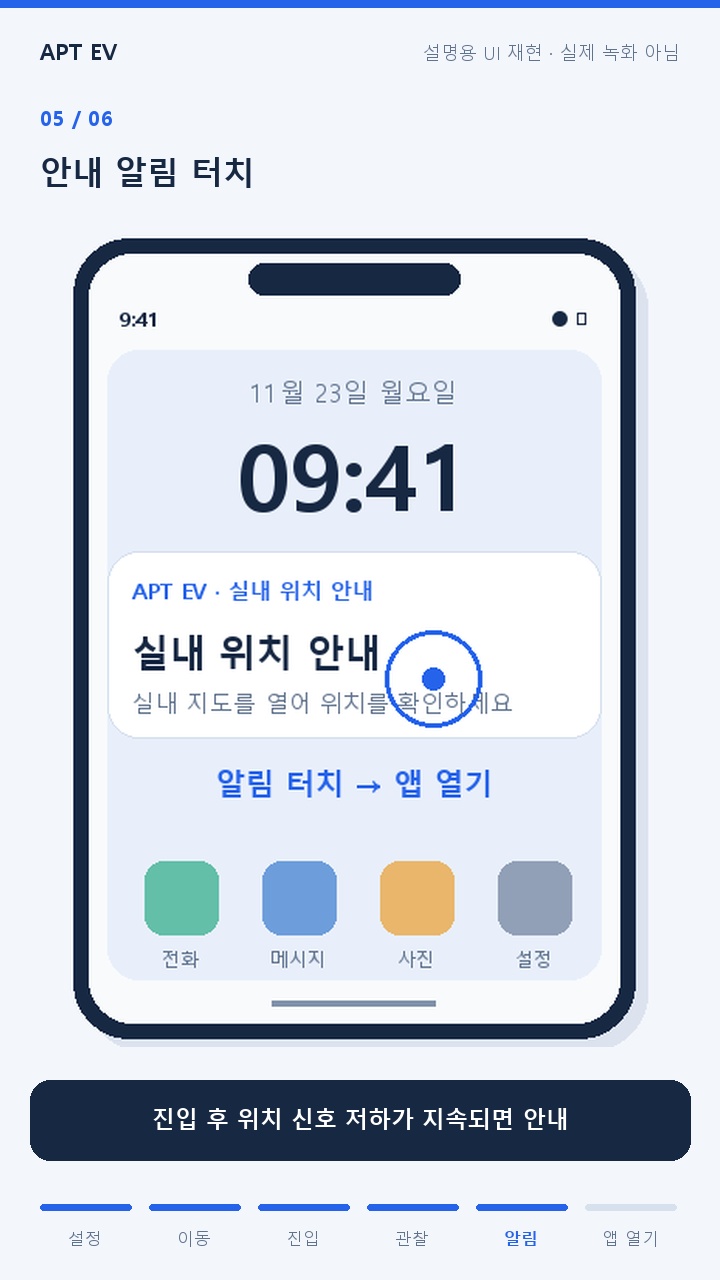 APT EV
설명용 UI 재현 · 실제 녹화 아님
05 / 06
안내 알림 터치
9:41
11월 23일 월요일
09:41
APT EV · 실내 위치 안내
실내 위치 안내
실내 지도를 열어 위치를 확인하세요
알림 터치 → 앱 열기
전화 메시지 사진 설정
진입 후 위치 신호 저하가 지속되면 안내
설정 이동 진입 관찰 알림 앱 열기